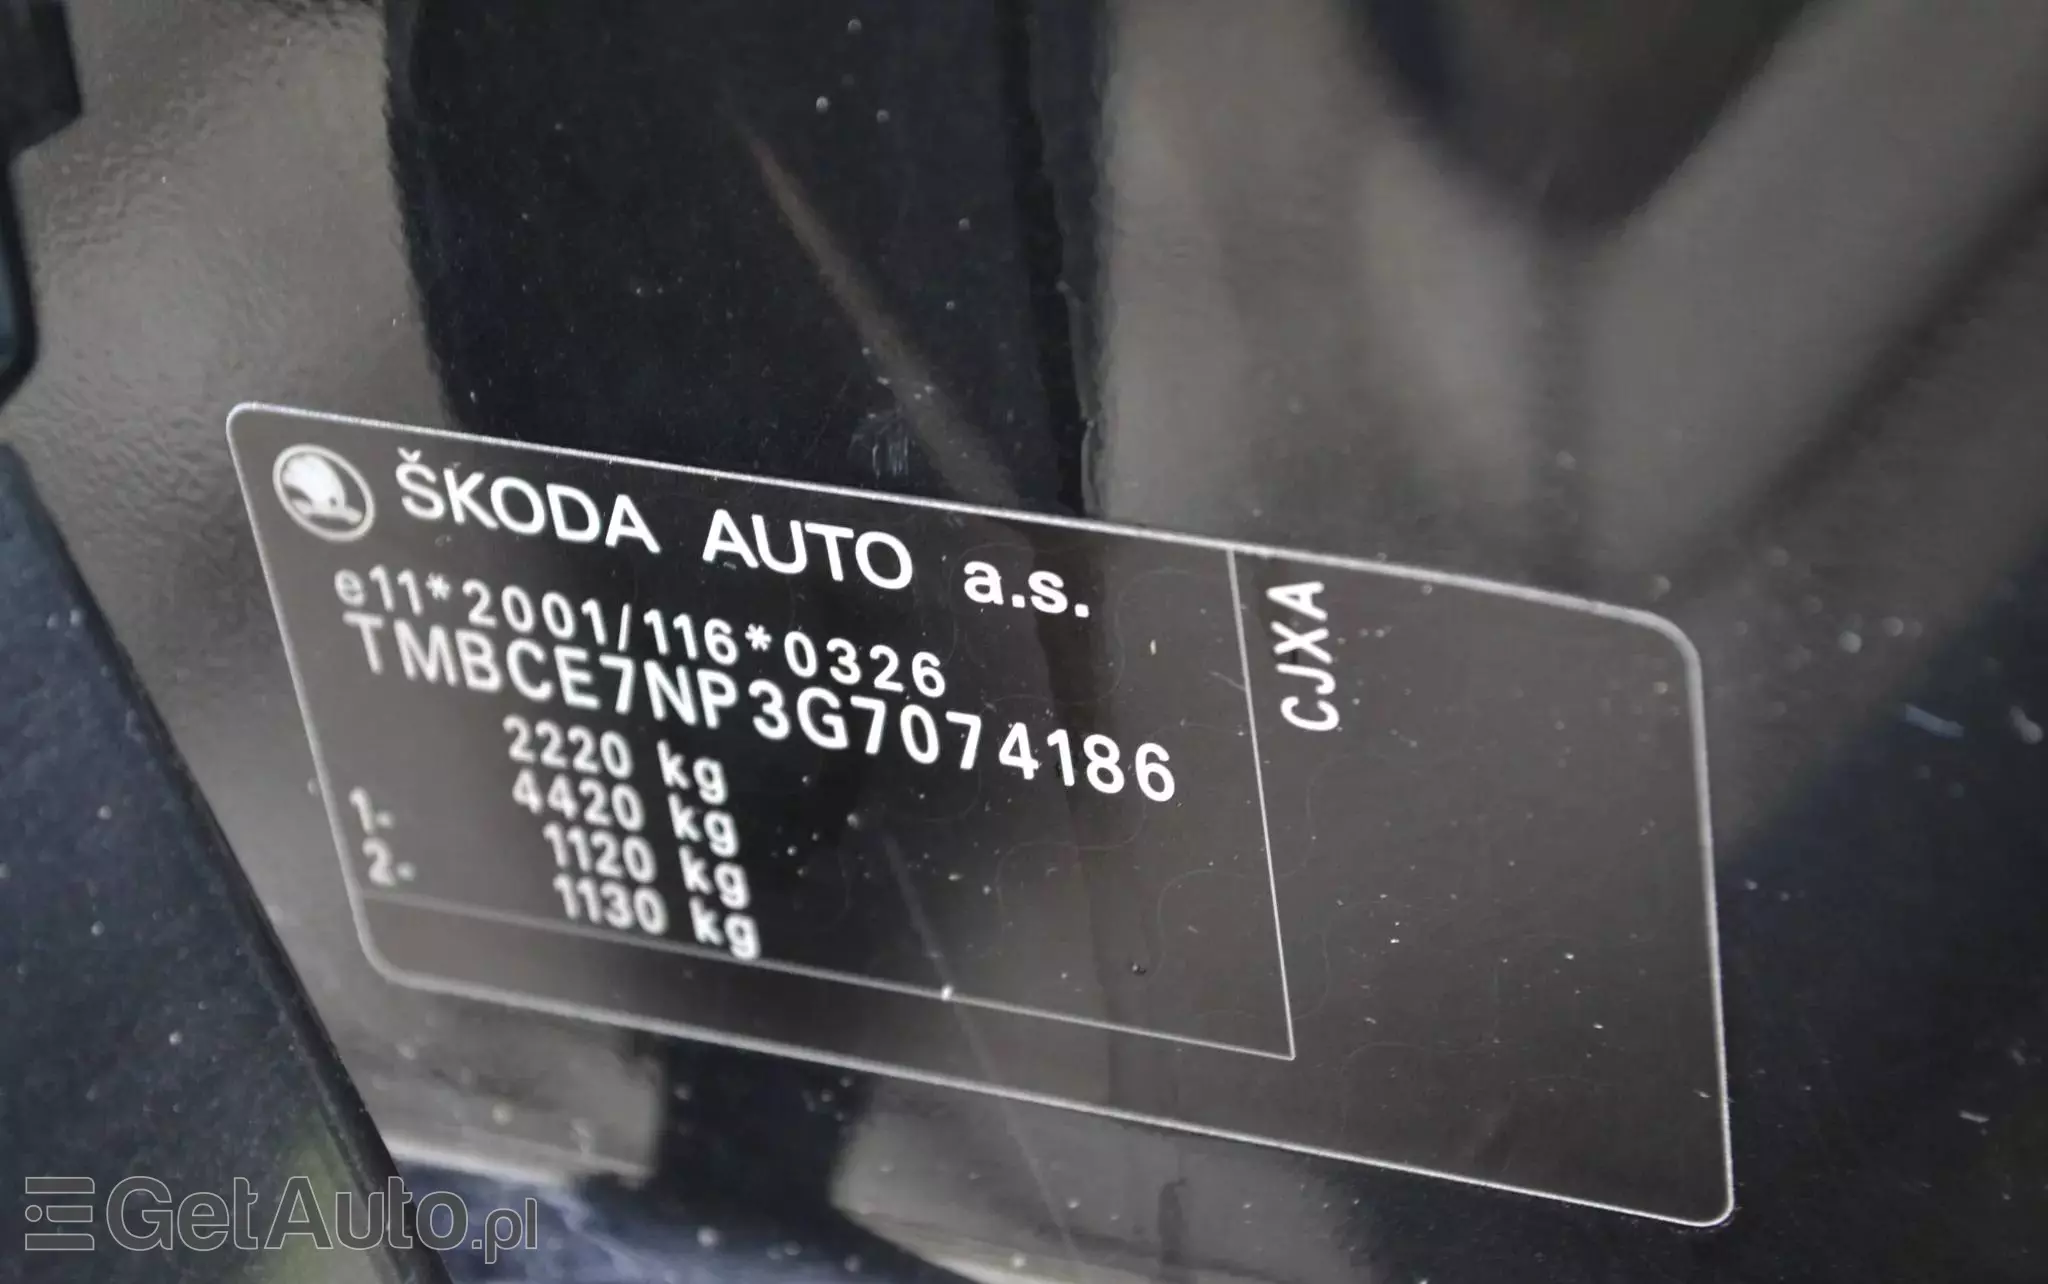 ŠKODA AUTO a.s.
e11*2001/116*0326
TMBCE7NP3G7074186
2220 kg
4420 kg
1- 1120 kg
2- 1130 kg
CJXA
GetAuto.pl